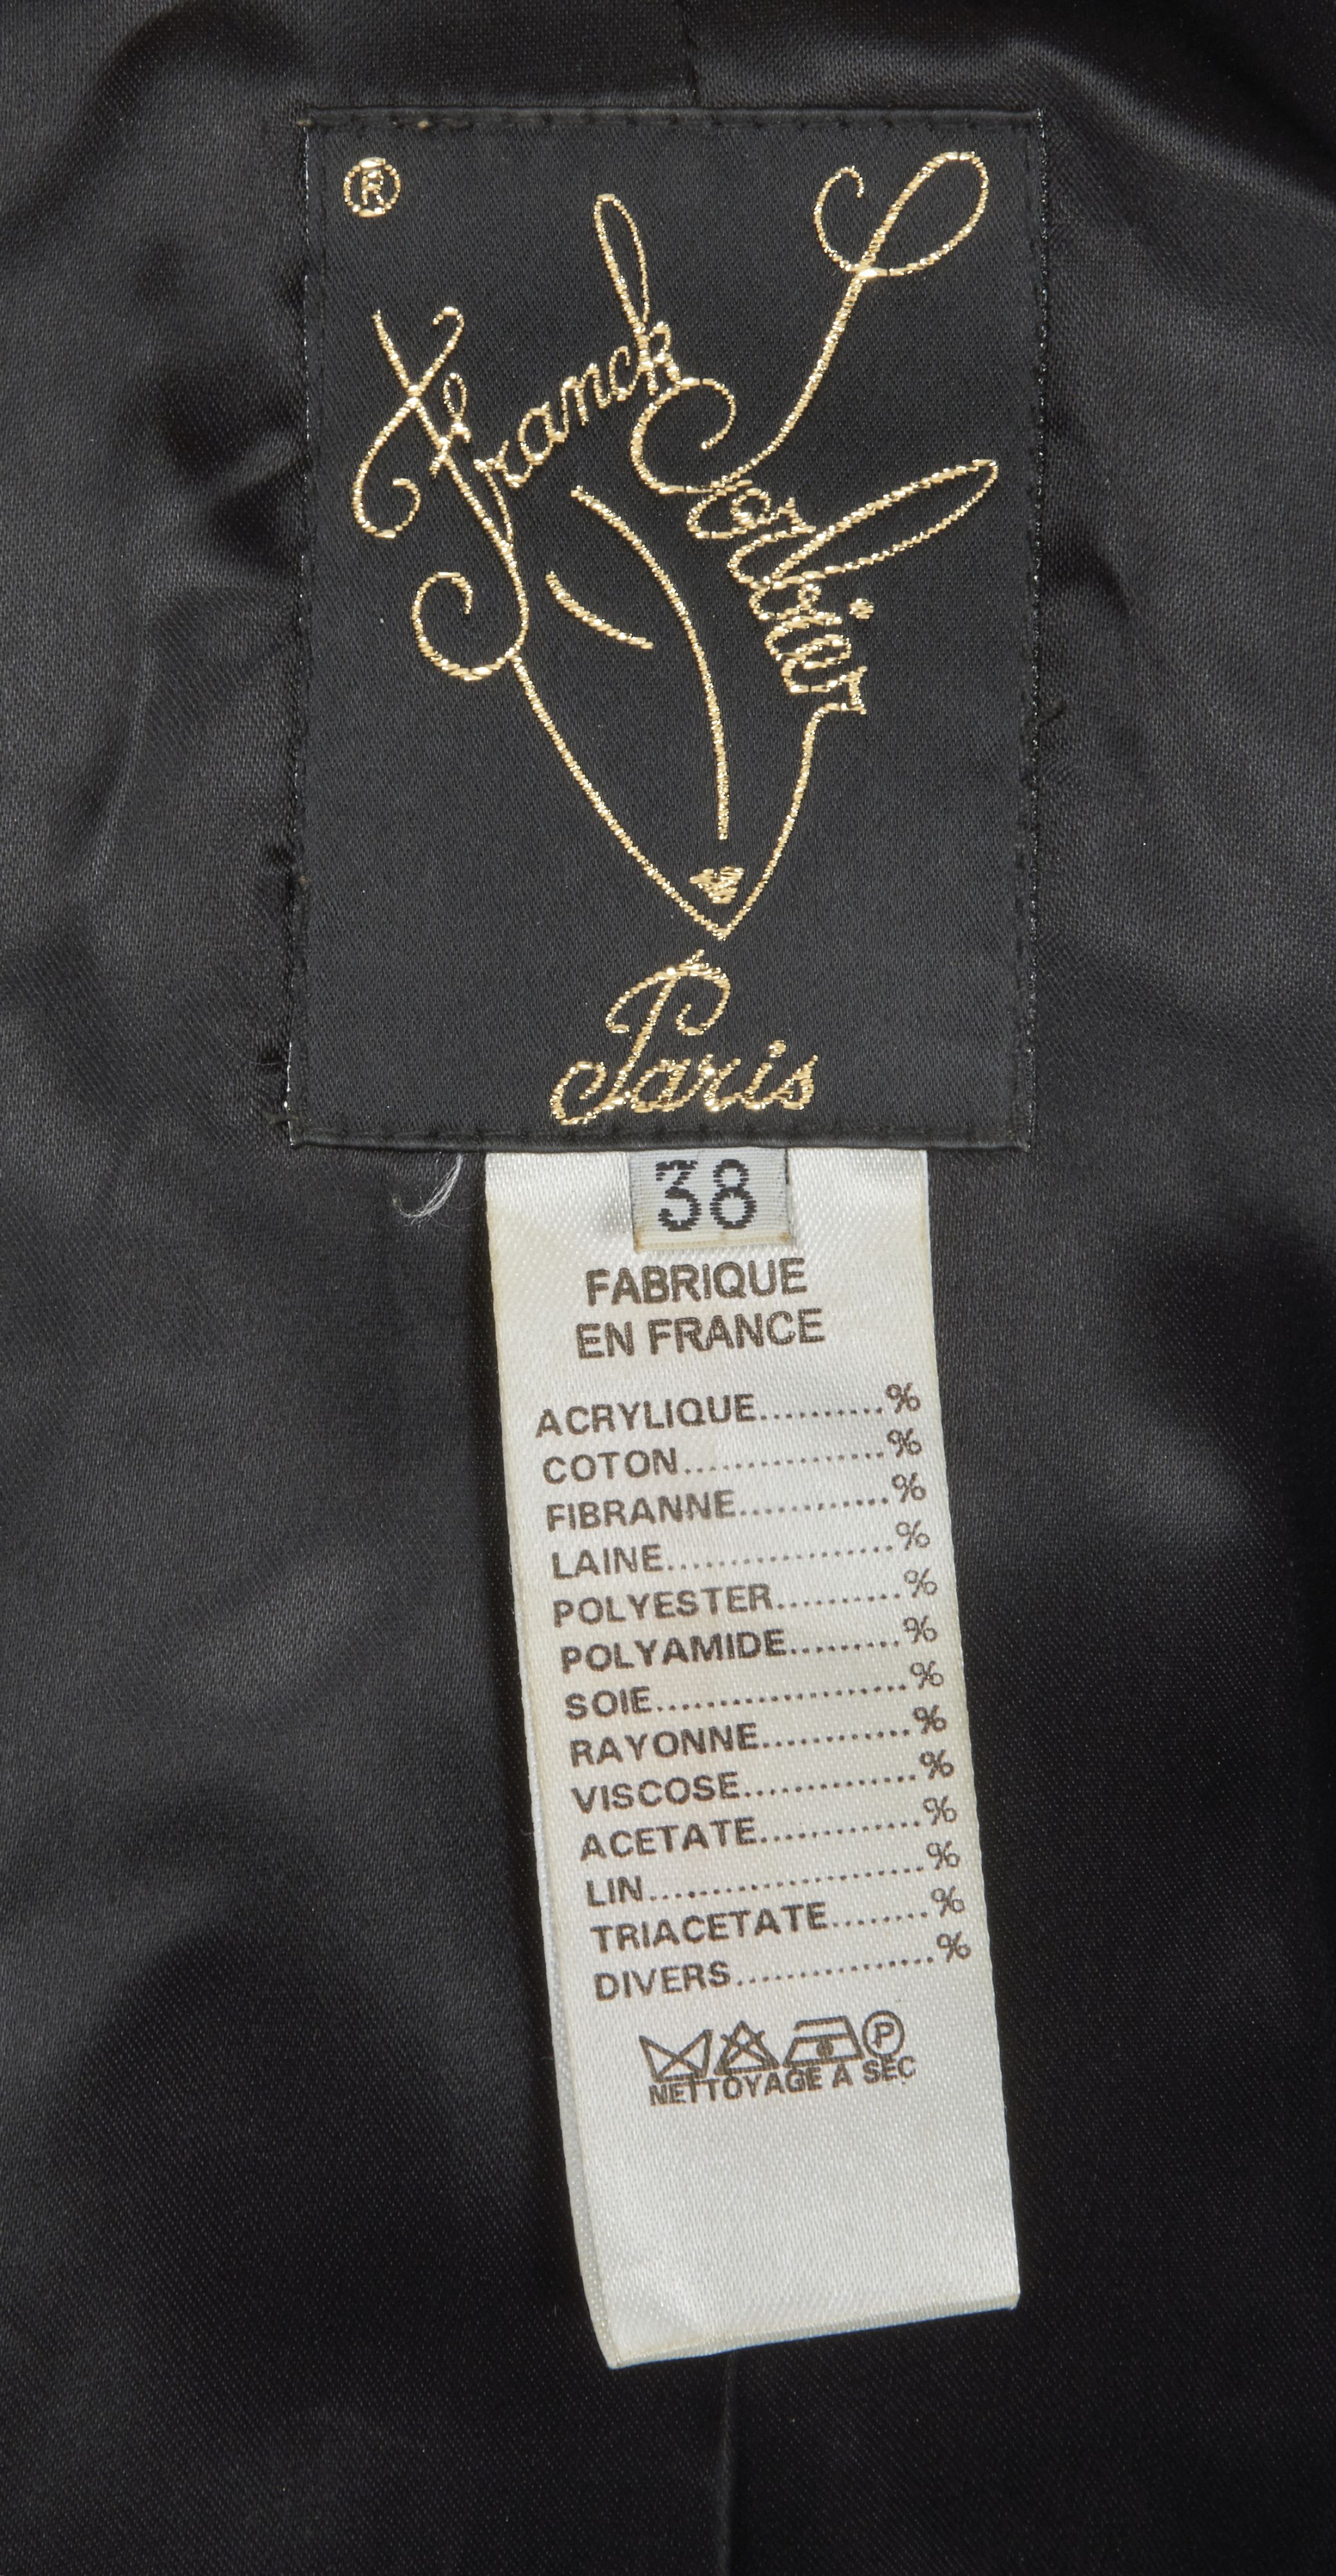 ®
Franck
Sorbier
Paris
38
FABRIQUE
EN FRANCE
ACRYLIQUE..........%
COTON................%
FIBRANNE............%
LAINE..................%
POLYESTER..........%
POLYAMIDE.........%
SOIE....................%
RAYONNE............%
VISCOSE..............%
ACETATE.............%
LIN......................%
TRIACETATE........%
DIVERS...............%
P
NETTOYAGE A SEC